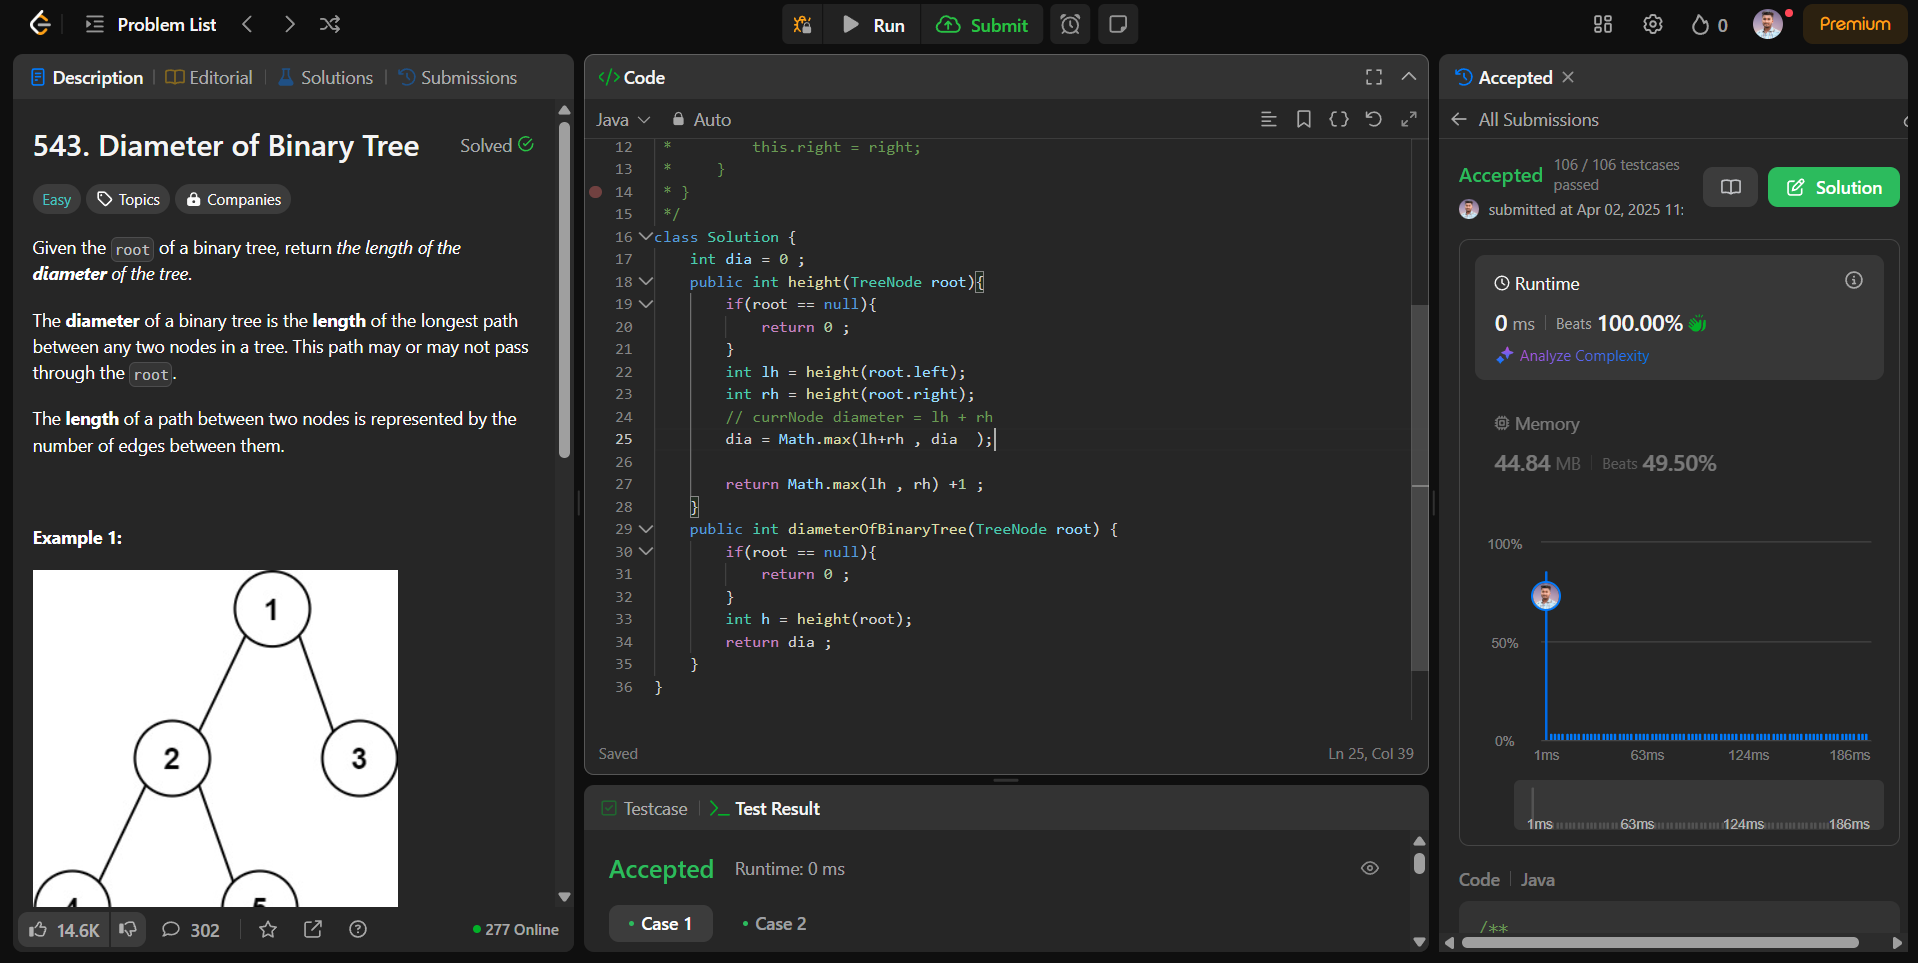 Problem List
Run
Submit
0
Premium
Description
Editorial
Solutions
Submissions
543. Diameter of Binary Tree
Solved
Easy
Topics
Companies
Given the root of a binary tree, return the length of the
diameter of the tree.
The diameter of a binary tree is the length of the longest path
between any two nodes in a tree. This path may or may not pass
through the root.
The length of a path between two nodes is represented by the
number of edges between them.
Example 1:
1
2
3
4
5
14.6K
302
277 Online
</> Code
Java
Auto
12 * this.right = right;
13 * }
14 * }
15 */
16 class Solution {
17 int dia = 0 ;
18 public int height(TreeNode root){
19 if(root == null){
20 return 0 ;
21 }
22 int lh = height(root.left);
23 int rh = height(root.right);
24 // currNode diameter = lh + rh
25 dia = Math.max(lh+rh , dia  );
26
27 return Math.max(lh , rh) +1 ;
28 }
29 public int diameterOfBinaryTree(TreeNode root) {
30 if(root == null){
31 return 0 ;
32 }
33 int h = height(root);
34 return dia ;
35 }
36 }
Saved
Ln 25, Col 39
Testcase
Test Result
Accepted
Runtime: 0 ms
Case 1
Case 2
Accepted
All Submissions
Accepted
106 / 106 testcases
passed
submitted at Apr 02, 2025 11:
Solution
Runtime
0 ms
Beats 100.00%
Analyze Complexity
Memory
44.84 MB
Beats 49.50%
100%
50%
0%
1ms 63ms 124ms 186ms
1ms 63ms 124ms 186ms
Code
Java
/**